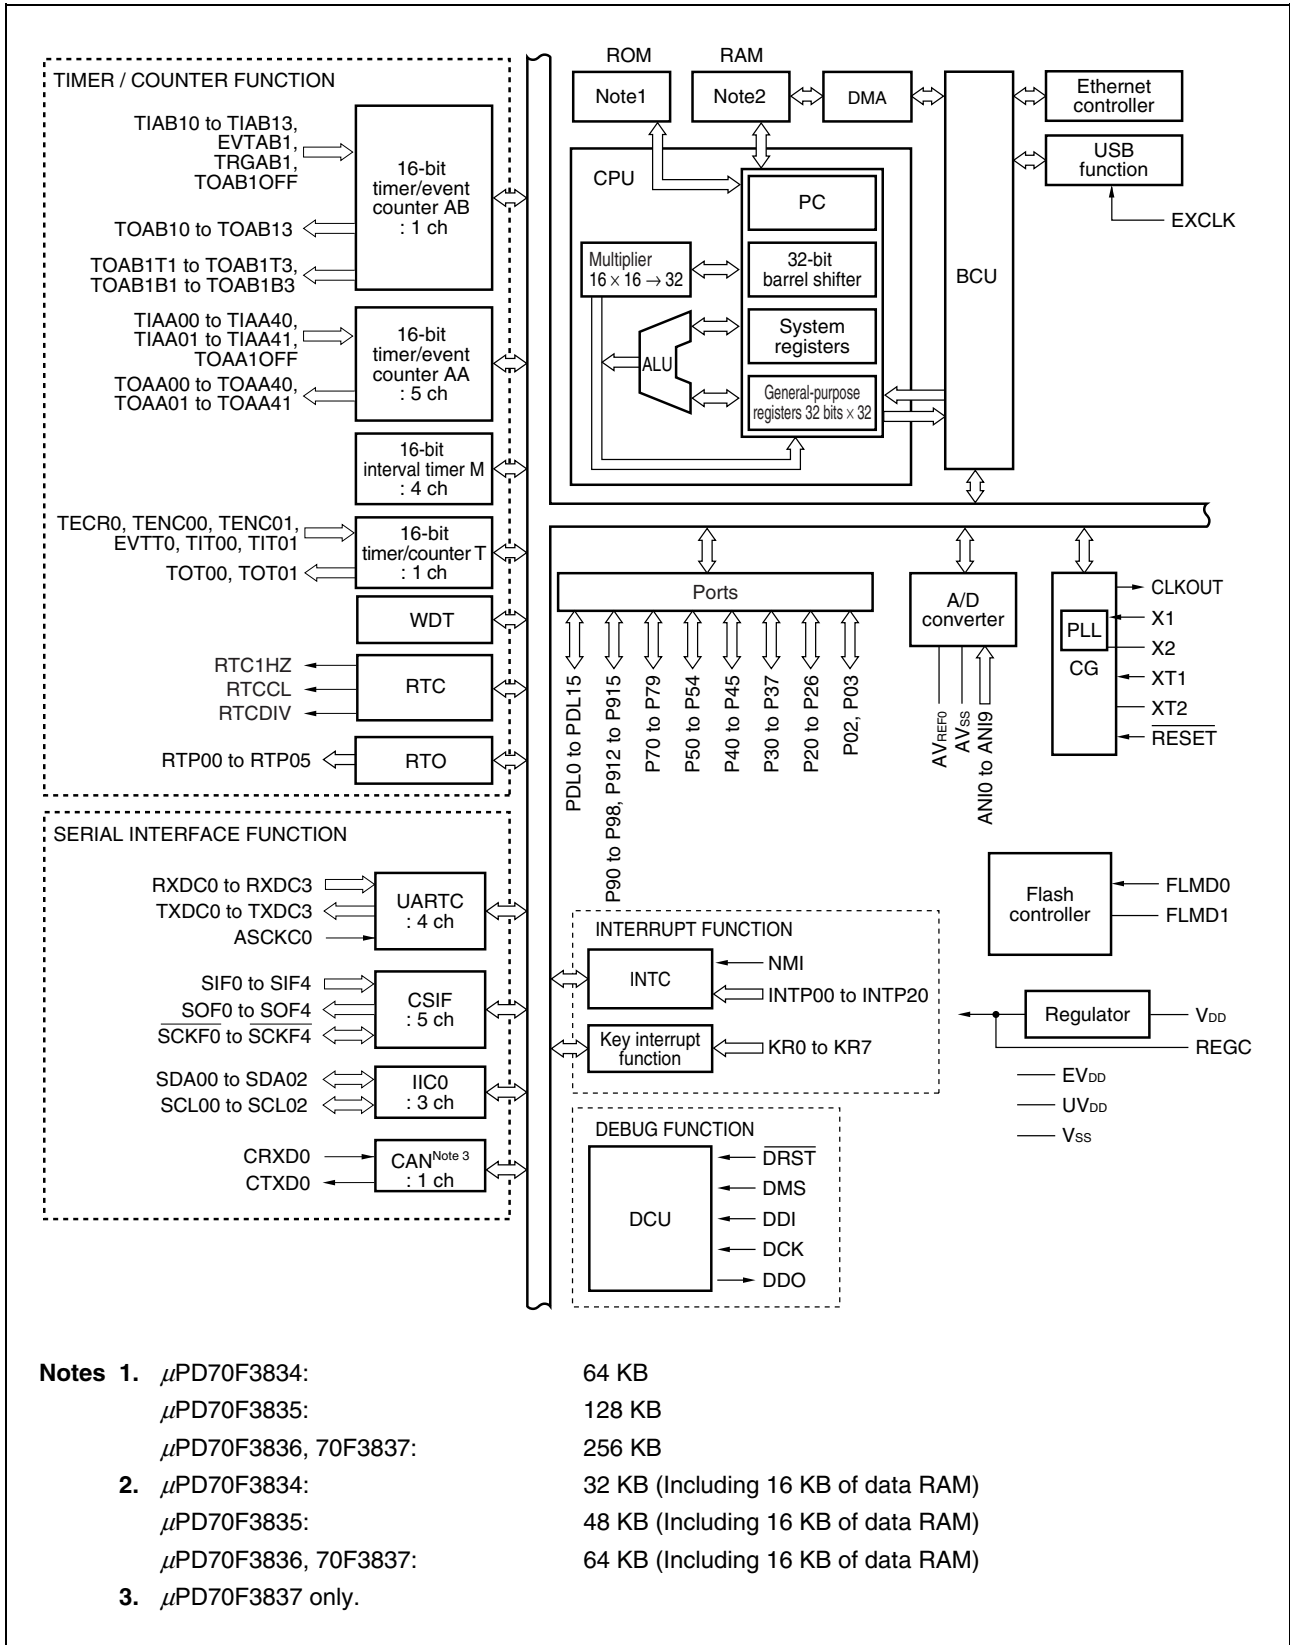 TIMER / COUNTER FUNCTION
TIAB10 to TIAB13,
EVTAB1,
TRGAB1,
TOAB1OFF
TOAB10 to TOAB13
TOAB1T1 to TOAB1T3,
TOAB1B1 to TOAB1B3
16-bit
timer/event
counter AB
: 1 ch
TIAA00 to TIAA40,
TIAA01 to TIAA41,
TOAA1OFF
TOAA00 to TOAA40,
TOAA01 to TOAA41
16-bit
timer/event
counter AA
: 5 ch
16-bit
interval timer M
: 4 ch
TECR0, TENC00, TENC01,
EVTT0, TIT00, TIT01
TOT00, TOT01
16-bit
timer/counter T
: 1 ch
WDT
RTC1HZ
RTCCL
RTCDIV
RTC
RTP00 to RTP05
RTO
SERIAL INTERFACE FUNCTION
RXDC0 to RXDC3
TXDC0 to TXDC3
ASCKC0
UARTC
: 4 ch
SIF0 to SIF4
SOF0 to SOF4
SCKF0 to SCKF4
CSIF
: 5 ch
SDA00 to SDA02
SCL00 to SCL02
IIC0
: 3 ch
CRXD0
CTXD0
CAN Note 3
: 1 ch
ROM
Note1
RAM
Note2
DMA
BCU
Ethernet
controller
USB
function
EXCLK
CPU
PC
Multiplier
16 × 16 → 32
32-bit
barrel shifter
ALU
System
registers
General-purpose
registers 32 bits × 32
Ports
PDL0 to PDL15
P90 to P98, P912 to P915
P70 to P79
P50 to P54
P40 to P45
P30 to P37
P20 to P26
P02, P03
A/D
converter
AVREF0
AVSS
ANI0 to ANI9
PLL
CG
CLKOUT
X1
X2
XT1
XT2
RESET
Flash
controller
FLMD0
FLMD1
INTERRUPT FUNCTION
INTC
NMI
INTP00 to INTP20
Key interrupt
function
KR0 to KR7
Regulator
VDD
REGC
EVDD
UVDD
VSS
DEBUG FUNCTION
DCU
DRST
DMS
DDI
DCK
DDO
Notes 1. μPD70F3834: 64 KB
μPD70F3835: 128 KB
μPD70F3836, 70F3837: 256 KB
2. μPD70F3834: 32 KB (Including 16 KB of data RAM)
μPD70F3835: 48 KB (Including 16 KB of data RAM)
μPD70F3836, 70F3837: 64 KB (Including 16 KB of data RAM)
3. μPD70F3837 only.